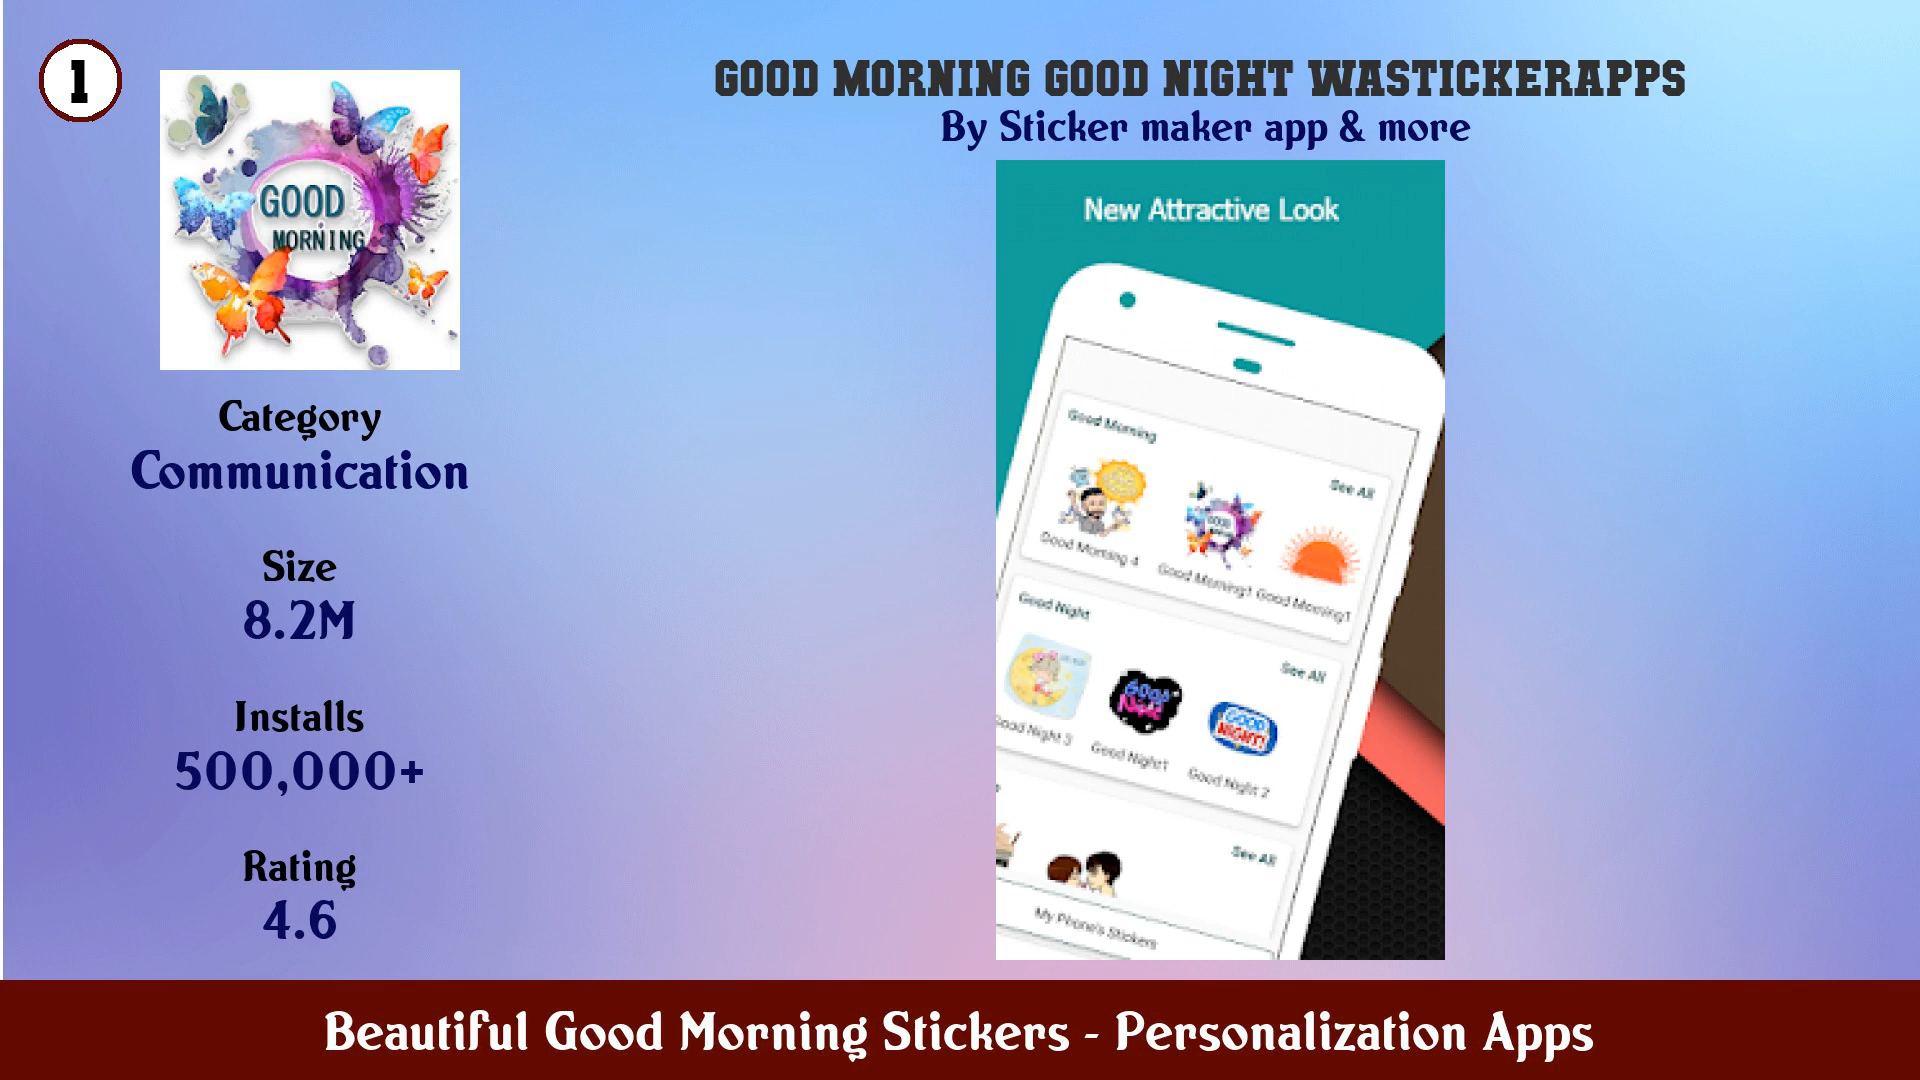 1
GOOD MORNING GOOD NIGHT WASTICKERAPPS
By Sticker maker app & more
GOOD
MORNING
Category
Communication
Size
8.2M
Installs
500,000+
Rating
4.6
New Attractive Look
Good Morning
See All
Good Morning 4
Good Morning1
Good Morning1
Good Night
See All
Good Night 3
Good Night1
Good Night 2
GOOD NIGHT!
See All
My Phone's Stickers
Beautiful Good Morning Stickers - Personalization Apps